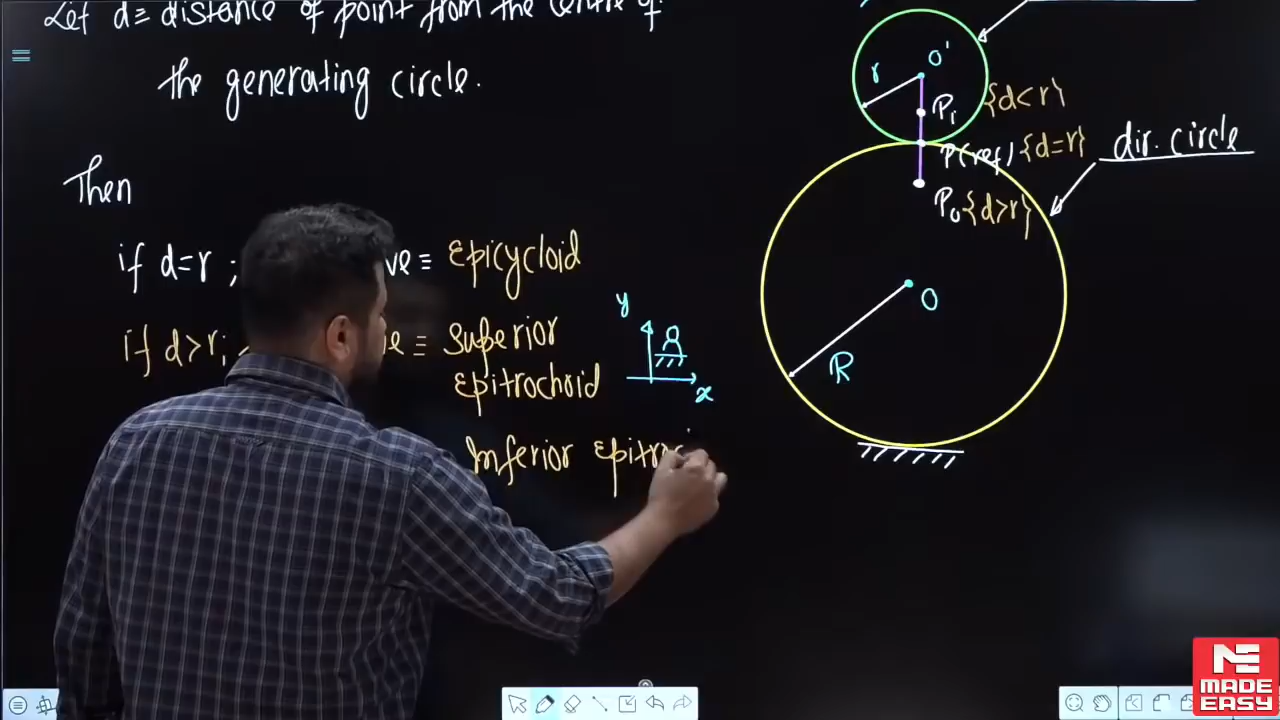 Let d ≡ distance of point from the centre of
the generating circle.
Then
if d=r ; ve ≡ Epicycloid
if d>r; ≡ Superior
Epitrochoid
Inferior
y
x
r
O'
P₁ {d<r}
P(ref) {d=r}
P₀ {d>r}
dir. circle
O
R
MADE
EASY